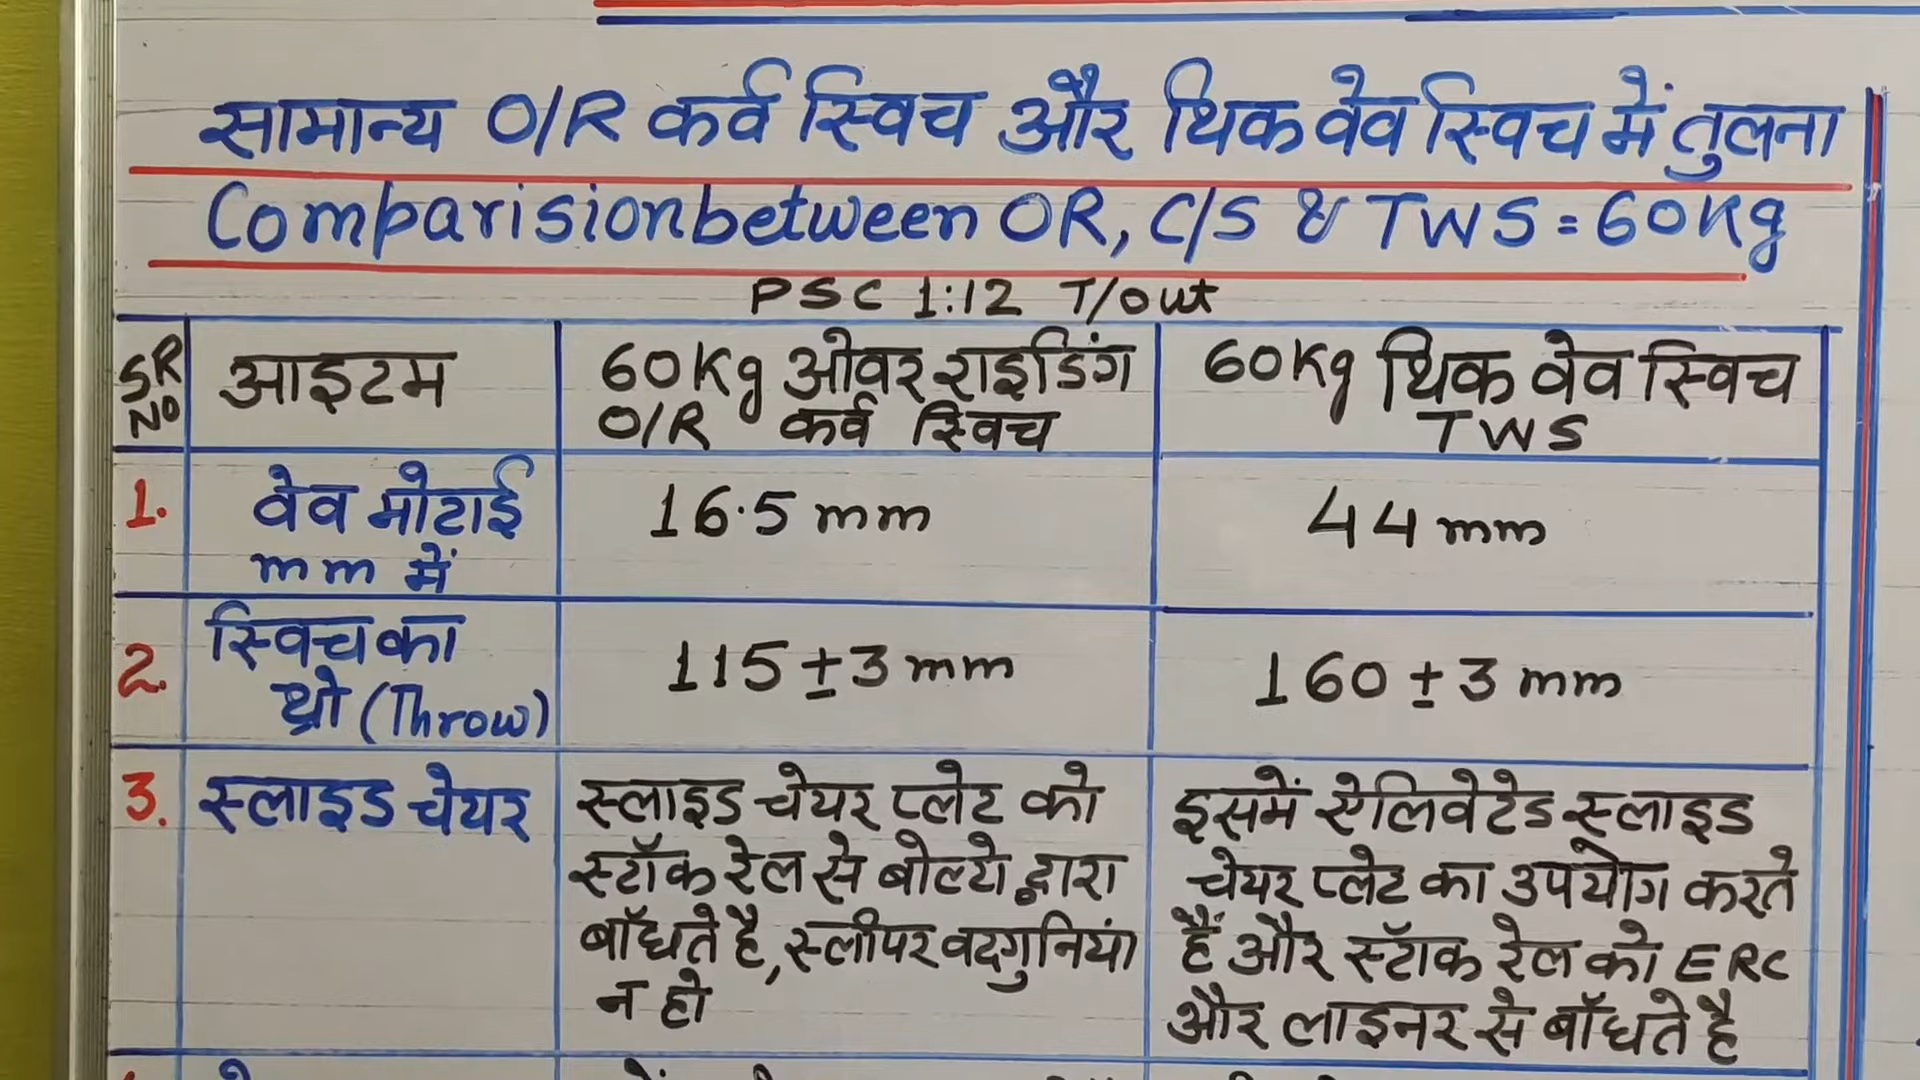 सामान्य O/R कर्व स्विच और थिक वेव स्विच में तुलना
Comparision between OR, C/S & TWS = 60Kg
PSC 1:12 T/out
SR NO
आइटम
60Kg ओवर राइडिंग
O/R कर्व स्विच
60Kg थिक वेव स्विच
TWS
1.
वेव मोटाई
mm में
16.5 mm
44 mm
2.
स्विच का
थ्रो (Throw)
115 ± 3 mm
160 ± 3 mm
3.
स्लाइड चेयर
स्लाइड चेयर प्लेट को
स्टॉक रेल से बोल्टो द्वारा
बाँधते है, स्लीपर व गुनियां
न हो
इसमें ऐलिवेटेड स्लाइड
चेयर प्लेट का उपयोग करते
हैं और स्टॉक रेल को ERC
और लाइनर से बाँधते है